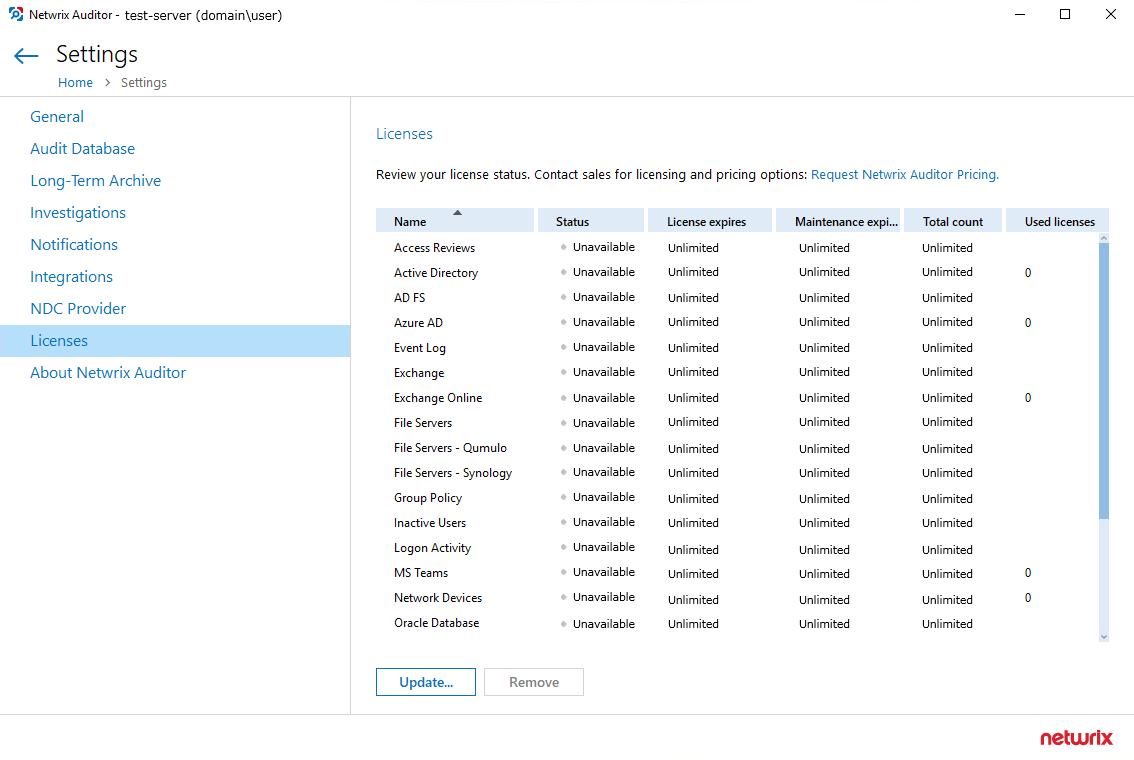 Netwrix Auditor - test-server (domain\user)
Settings
Home > Settings
General
Audit Database
Long-Term Archive
Investigations
Notifications
Integrations
NDC Provider
Licenses
About Netwrix Auditor
Licenses
Review your license status. Contact sales for licensing and pricing options: Request Netwrix Auditor Pricing.
Name Status License expires Maintenance expi... Total count Used licenses
Access Reviews Unavailable Unlimited Unlimited Unlimited
Active Directory Unavailable Unlimited Unlimited Unlimited 0
AD FS Unavailable Unlimited Unlimited Unlimited
Azure AD Unavailable Unlimited Unlimited Unlimited 0
Event Log Unavailable Unlimited Unlimited Unlimited
Exchange Unavailable Unlimited Unlimited Unlimited
Exchange Online Unavailable Unlimited Unlimited Unlimited 0
File Servers Unavailable Unlimited Unlimited Unlimited
File Servers - Qumulo Unavailable Unlimited Unlimited Unlimited
File Servers - Synology Unavailable Unlimited Unlimited Unlimited
Group Policy Unavailable Unlimited Unlimited Unlimited
Inactive Users Unavailable Unlimited Unlimited Unlimited
Logon Activity Unavailable Unlimited Unlimited Unlimited
MS Teams Unavailable Unlimited Unlimited Unlimited 0
Network Devices Unavailable Unlimited Unlimited Unlimited 0
Oracle Database Unavailable Unlimited Unlimited Unlimited
Update... Remove
netwrix